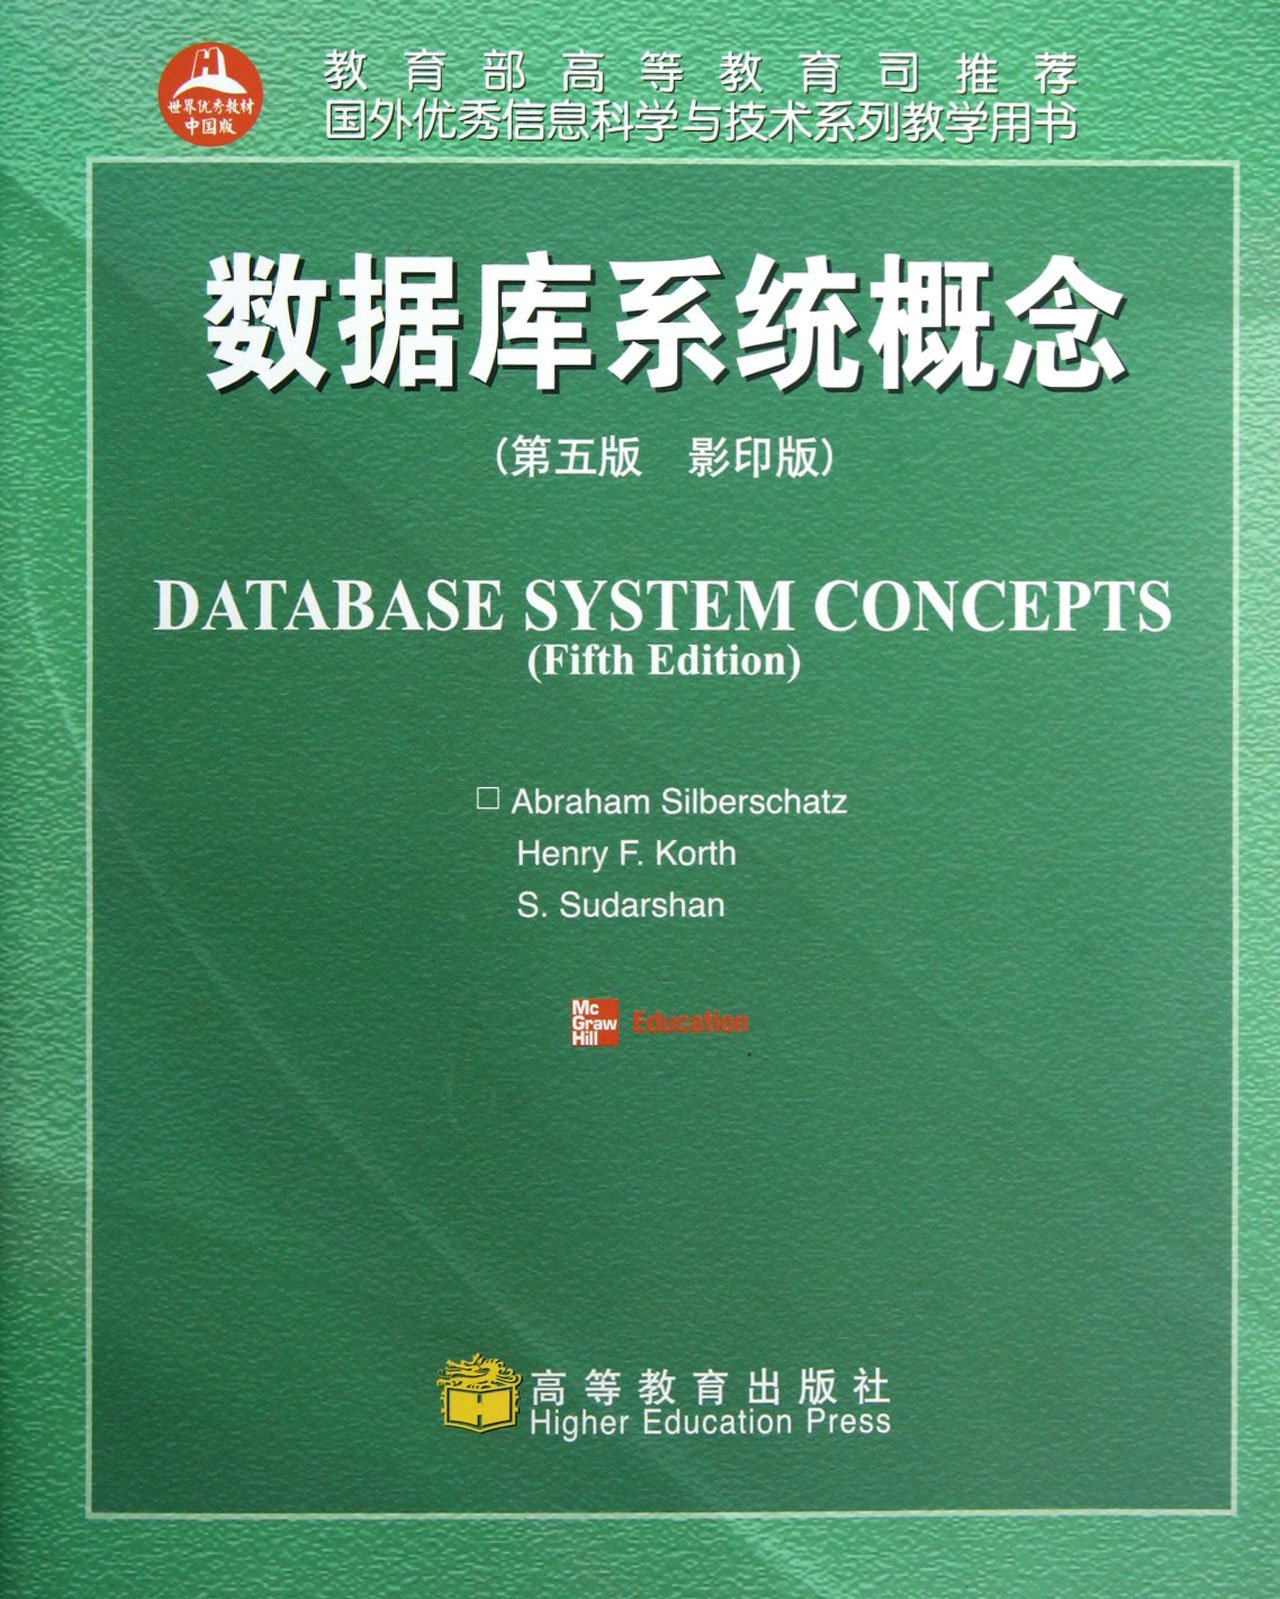 世界优秀教材
中国版
教育部高等教育司推荐
国外优秀信息科学与技术系列教学用书
数据库系统概念
(第五版 影印版)
DATABASE SYSTEM CONCEPTS
(Fifth Edition)
□ Abraham Silberschatz
Henry F. Korth
S. Sudarshan
Mc
Graw
Hill
Education
高等教育出版社
Higher Education Press